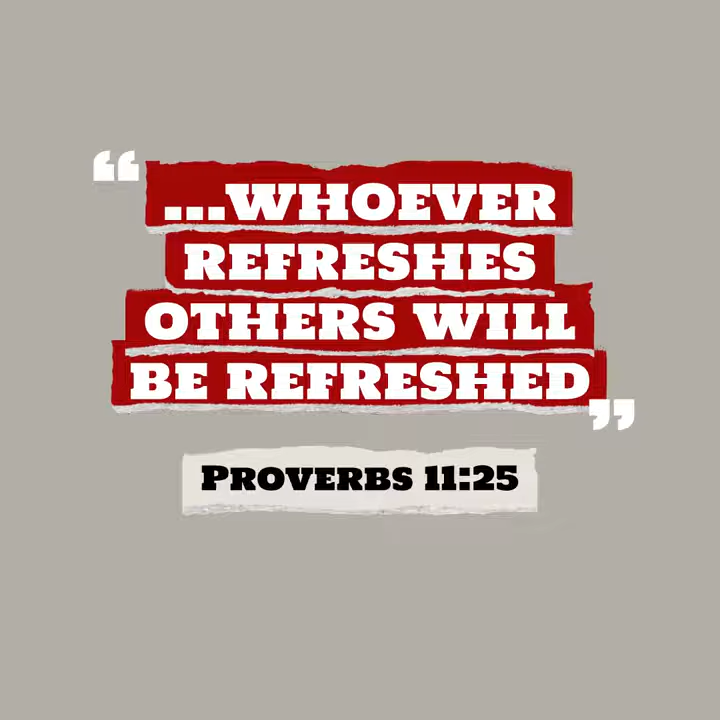 “...WHOEVER
REFRESHES
OTHERS WILL
BE REFRESHED”
PROVERBS 11:25